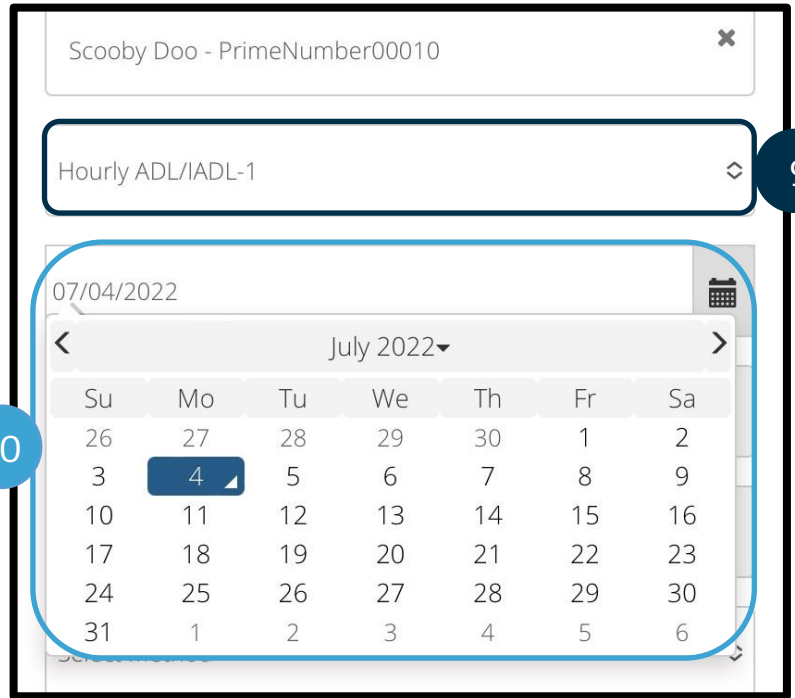 Scooby Doo - PrimeNumber00010
Hourly ADL/IADL-1
07/04/2022
July 2022
Su Mo Tu We Th Fr Sa
26 27 28 29 30 1 2
3 4 5 6 7 8 9
10 11 12 13 14 15 16
17 18 19 20 21 22 23
24 25 26 27 28 29 30
31 1 2 3 4 5 6